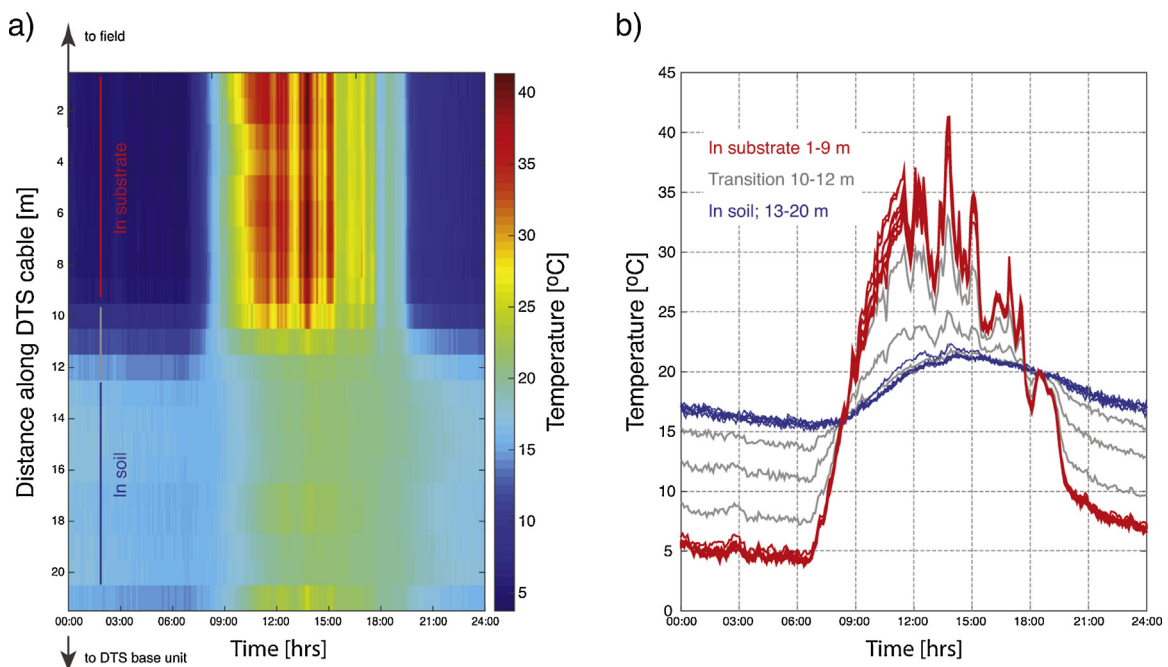 a)
to field
Distance along DTS cable [m]
2
4
6
8
10
12
14
16
18
20
In substrate
In soil
00:00 03:00 06:00 09:00 12:00 15:00 18:00 21:00 24:00
Time [hrs]
to DTS base unit
Temperature [ºC]
40
35
30
25
20
15
10
5
b)
Temperature [ºC]
45
40
35
30
25
20
15
10
5
0
In substrate 1-9 m
Transition 10-12 m
In soil; 13-20 m
00:00 03:00 06:00 09:00 12:00 15:00 18:00 21:00 24:00
Time [hrs]